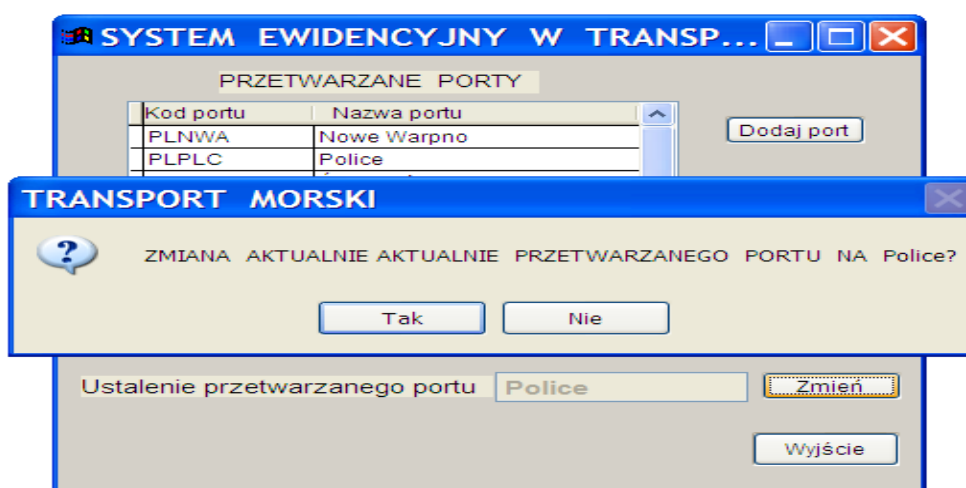 SYSTEM EWIDENCYJNY W TRANSP...
PRZETWARZANE PORTY
Kod portu Nazwa portu
PLNWA Nowe Warpno
Dodaj port
PLPLC Police
TRANSPORT MORSKI
ZMIANA AKTUALNIE AKTUALNIE PRZETWARZANEGO PORTU NA Police?
Tak Nie
Ustalenie przetwarzanego portu Police Zmień
Wyjście